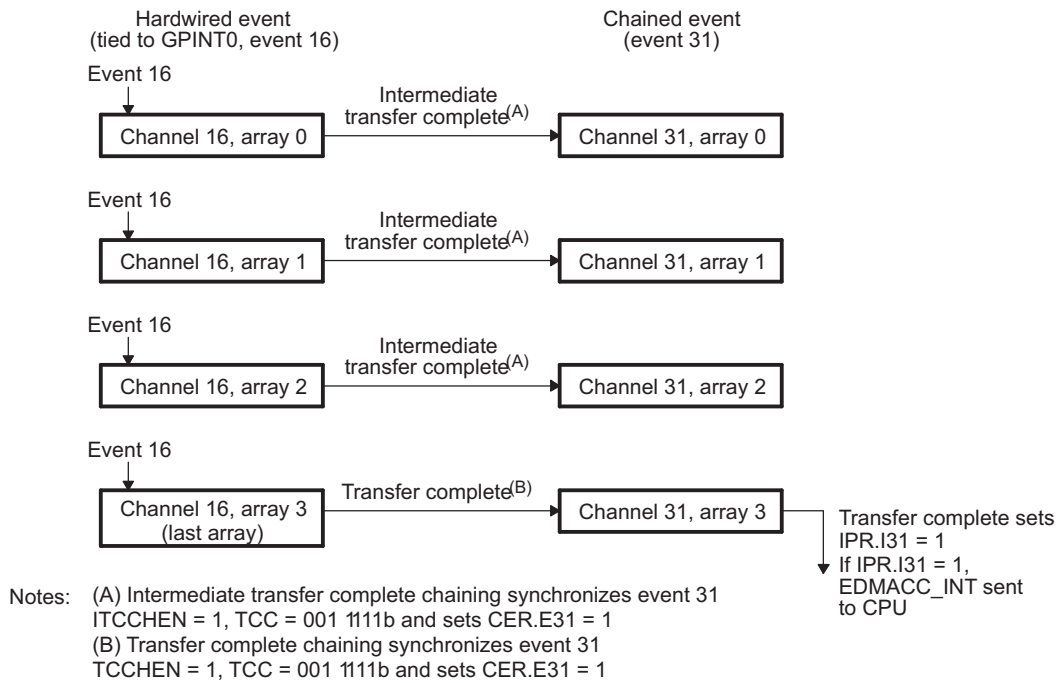 Hardwired event
(tied to GPINT0, event 16)
Chained event
(event 31)
Event 16
Channel 16, array 0
Intermediate
transfer complete(A)
Channel 31, array 0
Event 16
Channel 16, array 1
Intermediate
transfer complete(A)
Channel 31, array 1
Event 16
Channel 16, array 2
Intermediate
transfer complete(A)
Channel 31, array 2
Event 16
Channel 16, array 3
(last array)
Transfer complete(B)
Channel 31, array 3
Transfer complete sets
IPR.I31 = 1
If IPR.I31 = 1,
EDMACC_INT sent
to CPU
Notes: (A) Intermediate transfer complete chaining synchronizes event 31
ITCCHEN = 1, TCC = 001 1111b and sets CER.E31 = 1
(B) Transfer complete chaining synchronizes event 31
TCCHEN = 1, TCC = 001 1111b and sets CER.E31 = 1